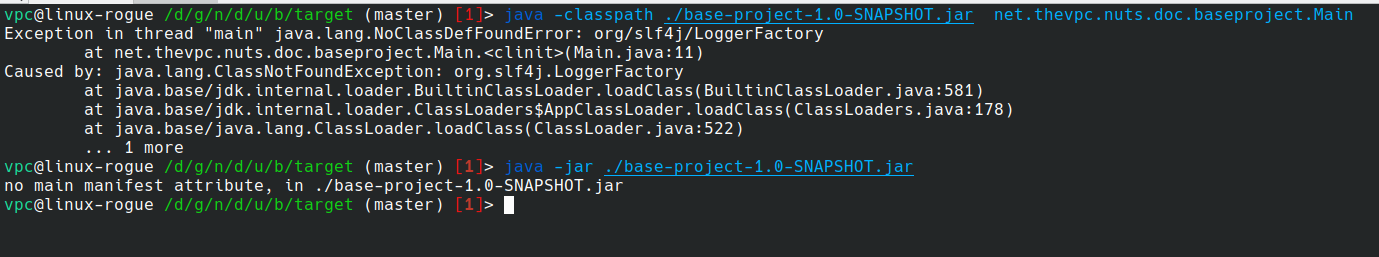 vpc@linux-rogue /d/g/n/d/u/b/target (master) [1]> java -classpath ./base-project-1.0-SNAPSHOT.jar  net.thevpc.nuts.doc.baseproject.Main
Exception in thread "main" java.lang.NoClassDefFoundError: org/slf4j/LoggerFactory
        at net.thevpc.nuts.doc.baseproject.Main.<clinit>(Main.java:11)
Caused by: java.lang.ClassNotFoundException: org.slf4j.LoggerFactory
        at java.base/jdk.internal.loader.BuiltinClassLoader.loadClass(BuiltinClassLoader.java:581)
        at java.base/jdk.internal.loader.ClassLoaders$AppClassLoader.loadClass(ClassLoaders.java:178)
        at java.base/java.lang.ClassLoader.loadClass(ClassLoader.java:522)
        ... 1 more
vpc@linux-rogue /d/g/n/d/u/b/target (master) [1]> java -jar ./base-project-1.0-SNAPSHOT.jar
no main manifest attribute, in ./base-project-1.0-SNAPSHOT.jar
vpc@linux-rogue /d/g/n/d/u/b/target (master) [1]>